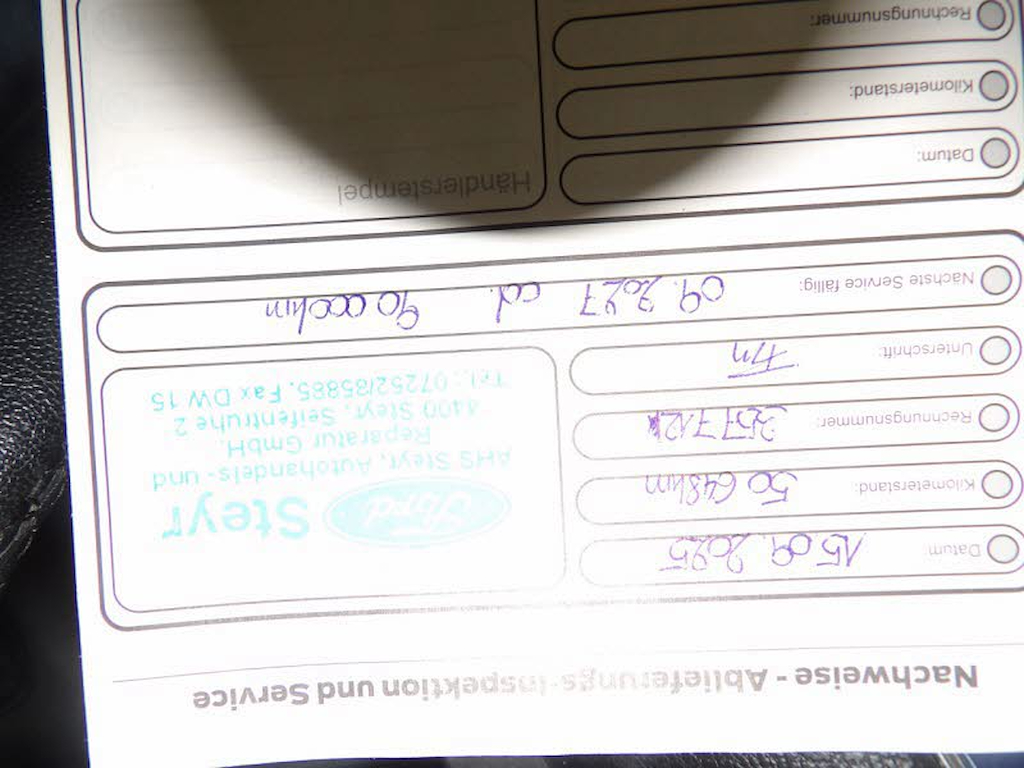 Nachweise - Ablieferungs-Inspektion und Service
Datum: 15.09.2025
Kilometerstand: 50 648km
Rechnungsnummer:
Unterschrift:
Ford Steyr
AHS Steyr, Autohandels- und
Reparatur GmbH.
4400 Steyr, Seifentruhe 2
Tel.: 07252/85885, Fax DW 15
Nächste Service fällig: 09.2027 od. 90 000km
Datum:
Kilometerstand:
Rechnungsnummer:
Händlerstempel